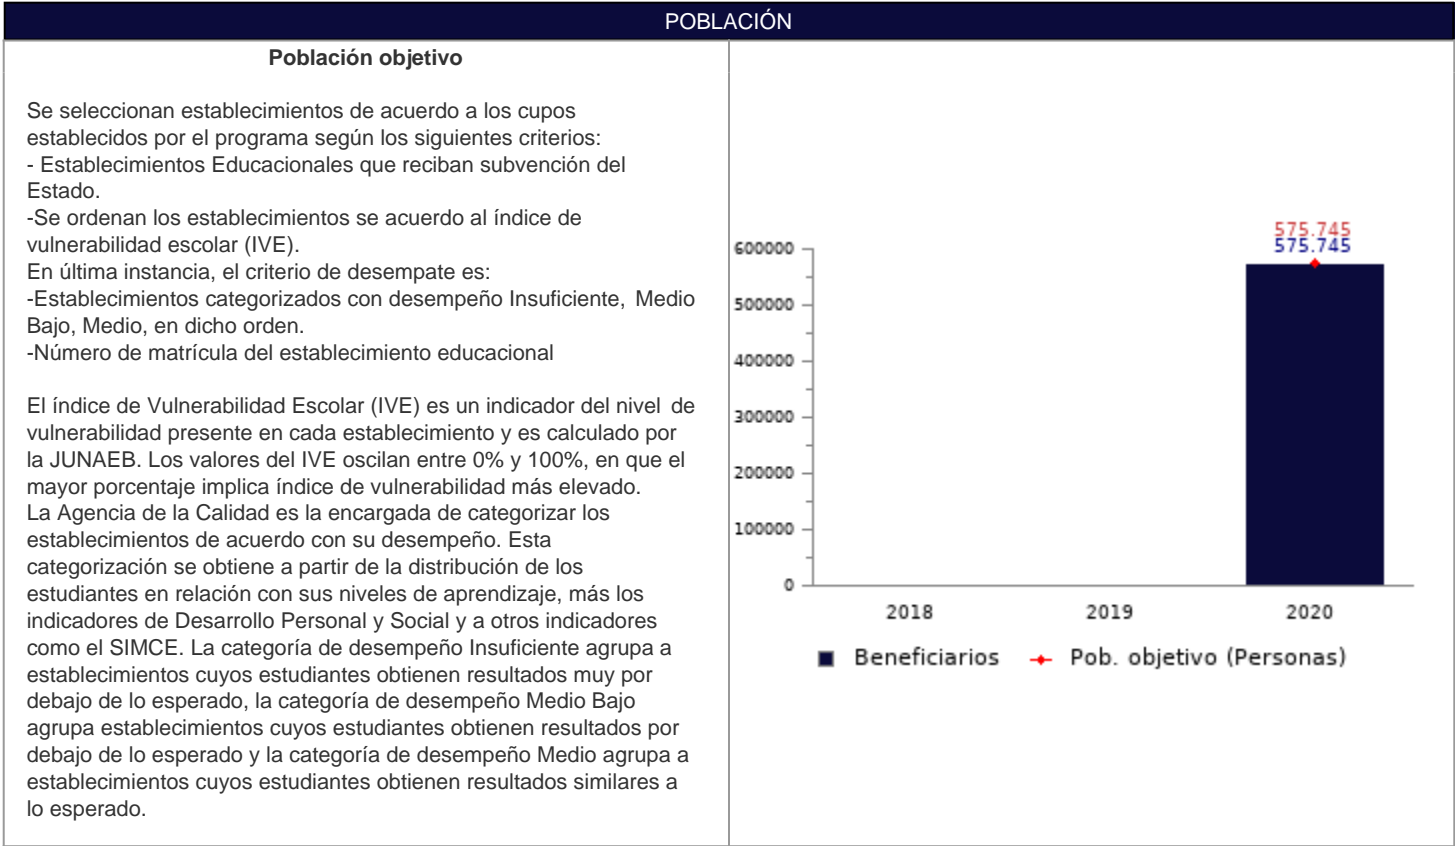 POBLACIÓN
Población objetivo
Se seleccionan establecimientos de acuerdo a los cupos
establecidos por el programa según los siguientes criterios:
- Establecimientos Educacionales que reciban subvención del
Estado.
-Se ordenan los establecimientos se acuerdo al índice de
vulnerabilidad escolar (IVE).
En última instancia, el criterio de desempate es:
-Establecimientos categorizados con desempeño Insuficiente, Medio
Bajo, Medio, en dicho orden.
-Número de matrícula del establecimiento educacional
El índice de Vulnerabilidad Escolar (IVE) es un indicador del nivel de
vulnerabilidad presente en cada establecimiento y es calculado por
la JUNAEB. Los valores del IVE oscilan entre 0% y 100%, en que el
mayor porcentaje implica índice de vulnerabilidad más elevado.
La Agencia de la Calidad es la encargada de categorizar los
establecimientos de acuerdo con su desempeño. Esta
categorización se obtiene a partir de la distribución de los
estudiantes en relación con sus niveles de aprendizaje, más los
indicadores de Desarrollo Personal y Social y a otros indicadores
como el SIMCE. La categoría de desempeño Insuficiente agrupa a
establecimientos cuyos estudiantes obtienen resultados muy por
debajo de lo esperado, la categoría de desempeño Medio Bajo
agrupa establecimientos cuyos estudiantes obtienen resultados por
debajo de lo esperado y la categoría de desempeño Medio agrupa a
establecimientos cuyos estudiantes obtienen resultados similares a
lo esperado.
575.745
575.745
600000
500000
400000
300000
200000
100000
0
2018 2019 2020
Beneficiarios Pob. objetivo (Personas)